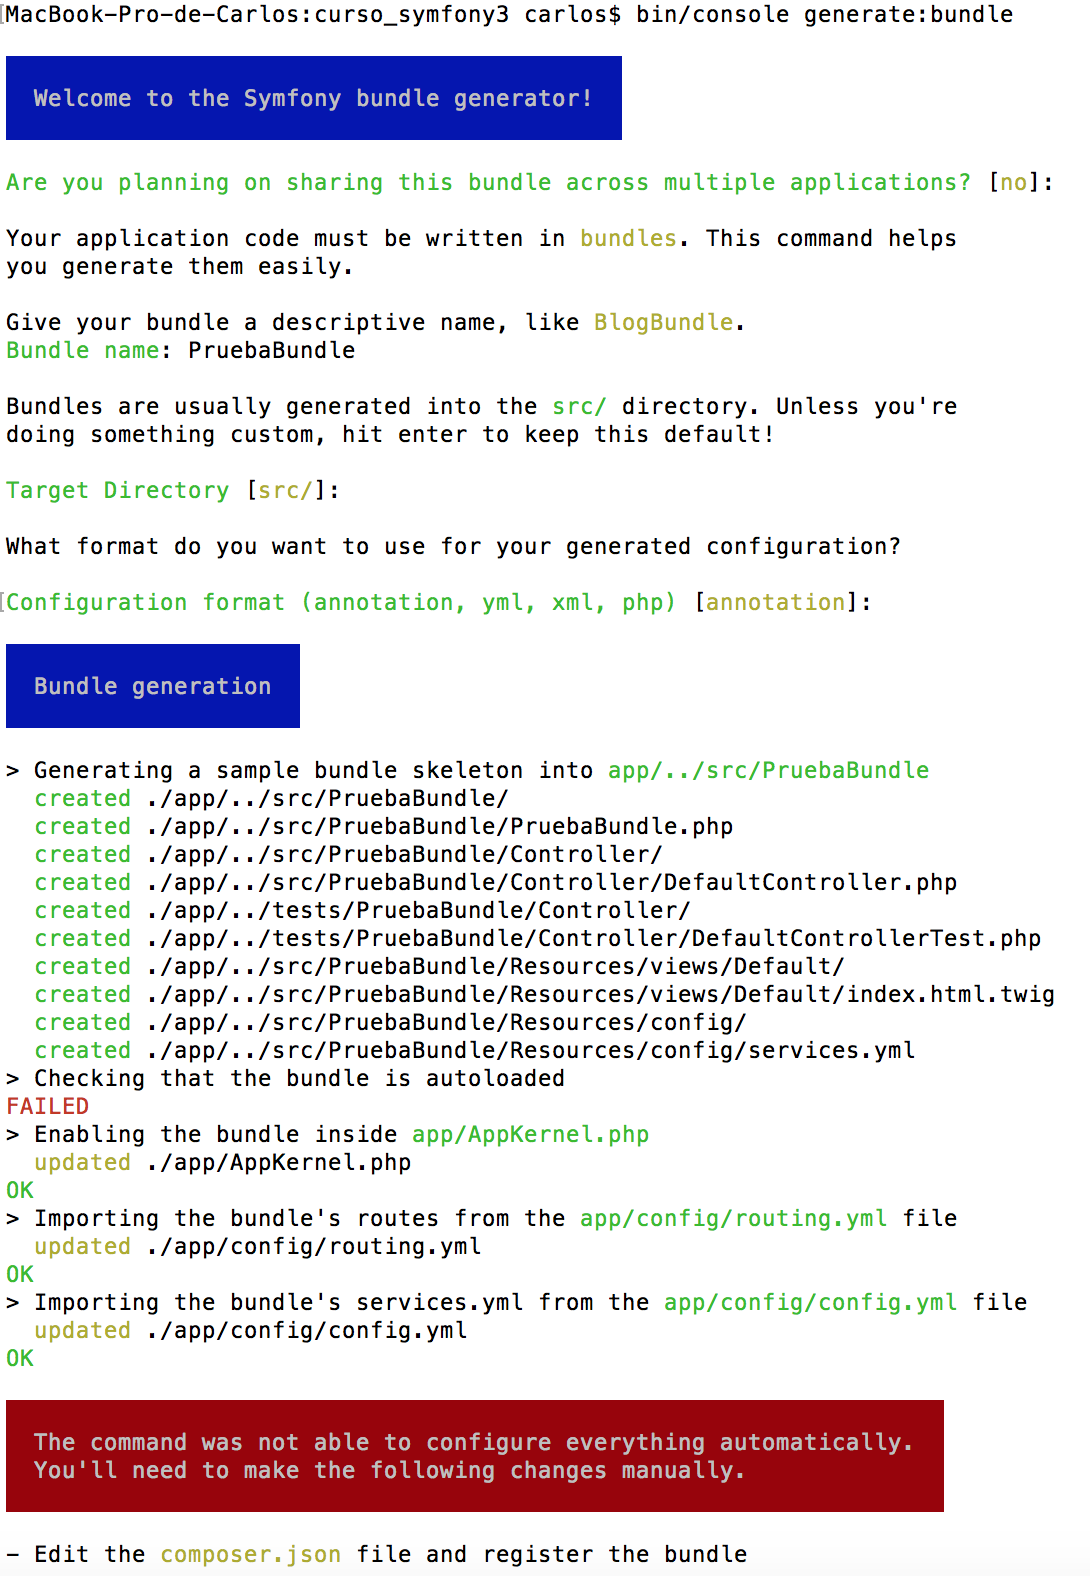 MacBook-Pro-de-Carlos:curso_symfony3 carlos$ bin/console generate:bundle
Welcome to the Symfony bundle generator!
Are you planning on sharing this bundle across multiple applications? [no]:
Your application code must be written in bundles. This command helps
you generate them easily.
Give your bundle a descriptive name, like BlogBundle.
Bundle name: PruebaBundle
Bundles are usually generated into the src/ directory. Unless you're
doing something custom, hit enter to keep this default!
Target Directory [src/]:
What format do you want to use for your generated configuration?
Configuration format (annotation, yml, xml, php) [annotation]:
Bundle generation
> Generating a sample bundle skeleton into app/../src/PruebaBundle
created ./app/../src/PruebaBundle/
created ./app/../src/PruebaBundle/PruebaBundle.php
created ./app/../src/PruebaBundle/Controller/
created ./app/../src/PruebaBundle/Controller/DefaultController.php
created ./app/../tests/PruebaBundle/Controller/
created ./app/../tests/PruebaBundle/Controller/DefaultControllerTest.php
created ./app/../src/PruebaBundle/Resources/views/Default/
created ./app/../src/PruebaBundle/Resources/views/Default/index.html.twig
created ./app/../src/PruebaBundle/Resources/config/
created ./app/../src/PruebaBundle/Resources/config/services.yml
> Checking that the bundle is autoloaded
FAILED
> Enabling the bundle inside app/AppKernel.php
updated ./app/AppKernel.php
OK
> Importing the bundle's routes from the app/config/routing.yml file
updated ./app/config/routing.yml
OK
> Importing the bundle's services.yml from the app/config/config.yml file
updated ./app/config/config.yml
OK
The command was not able to configure everything automatically.
You'll need to make the following changes manually.
- Edit the composer.json file and register the bundle